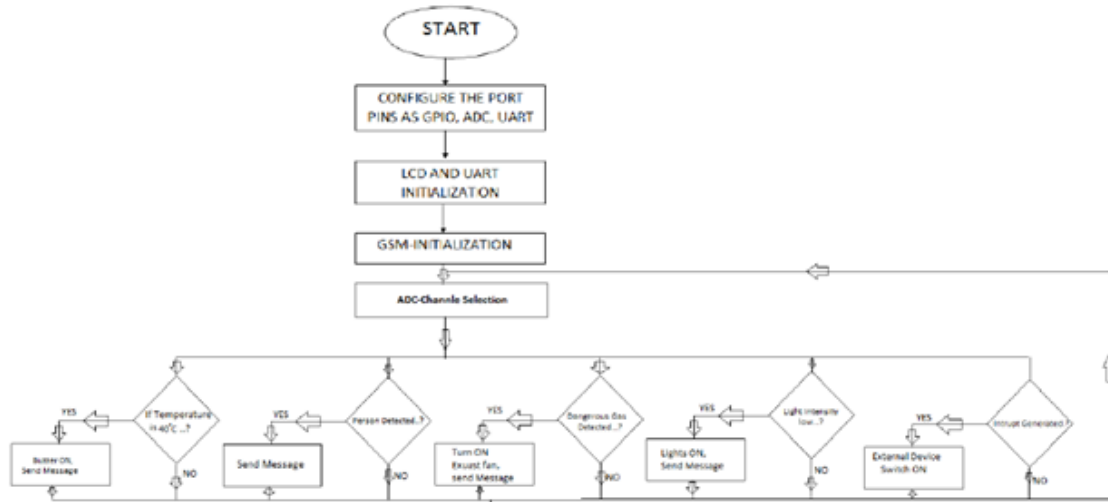 START
CONFIGURE THE PORT
PINS AS GPIO, ADC, UART
LCD AND UART
INITIALIZATION
GSM-INITIALIZATION
ADC-Channle Selection
YES
If Temperature
in 40°C ...?
NO
Buzzer ON,
Send Message
YES
Person Detected..?
NO
Send Message
YES
Dangerous Gas
Detected ...?
NO
Turn ON
Exuast fan,
send Message
YES
Light Intensity
low...?
NO
Lights ON,
Send Message
YES
Intrupt Generated ?
NO
External Device
Switch ON